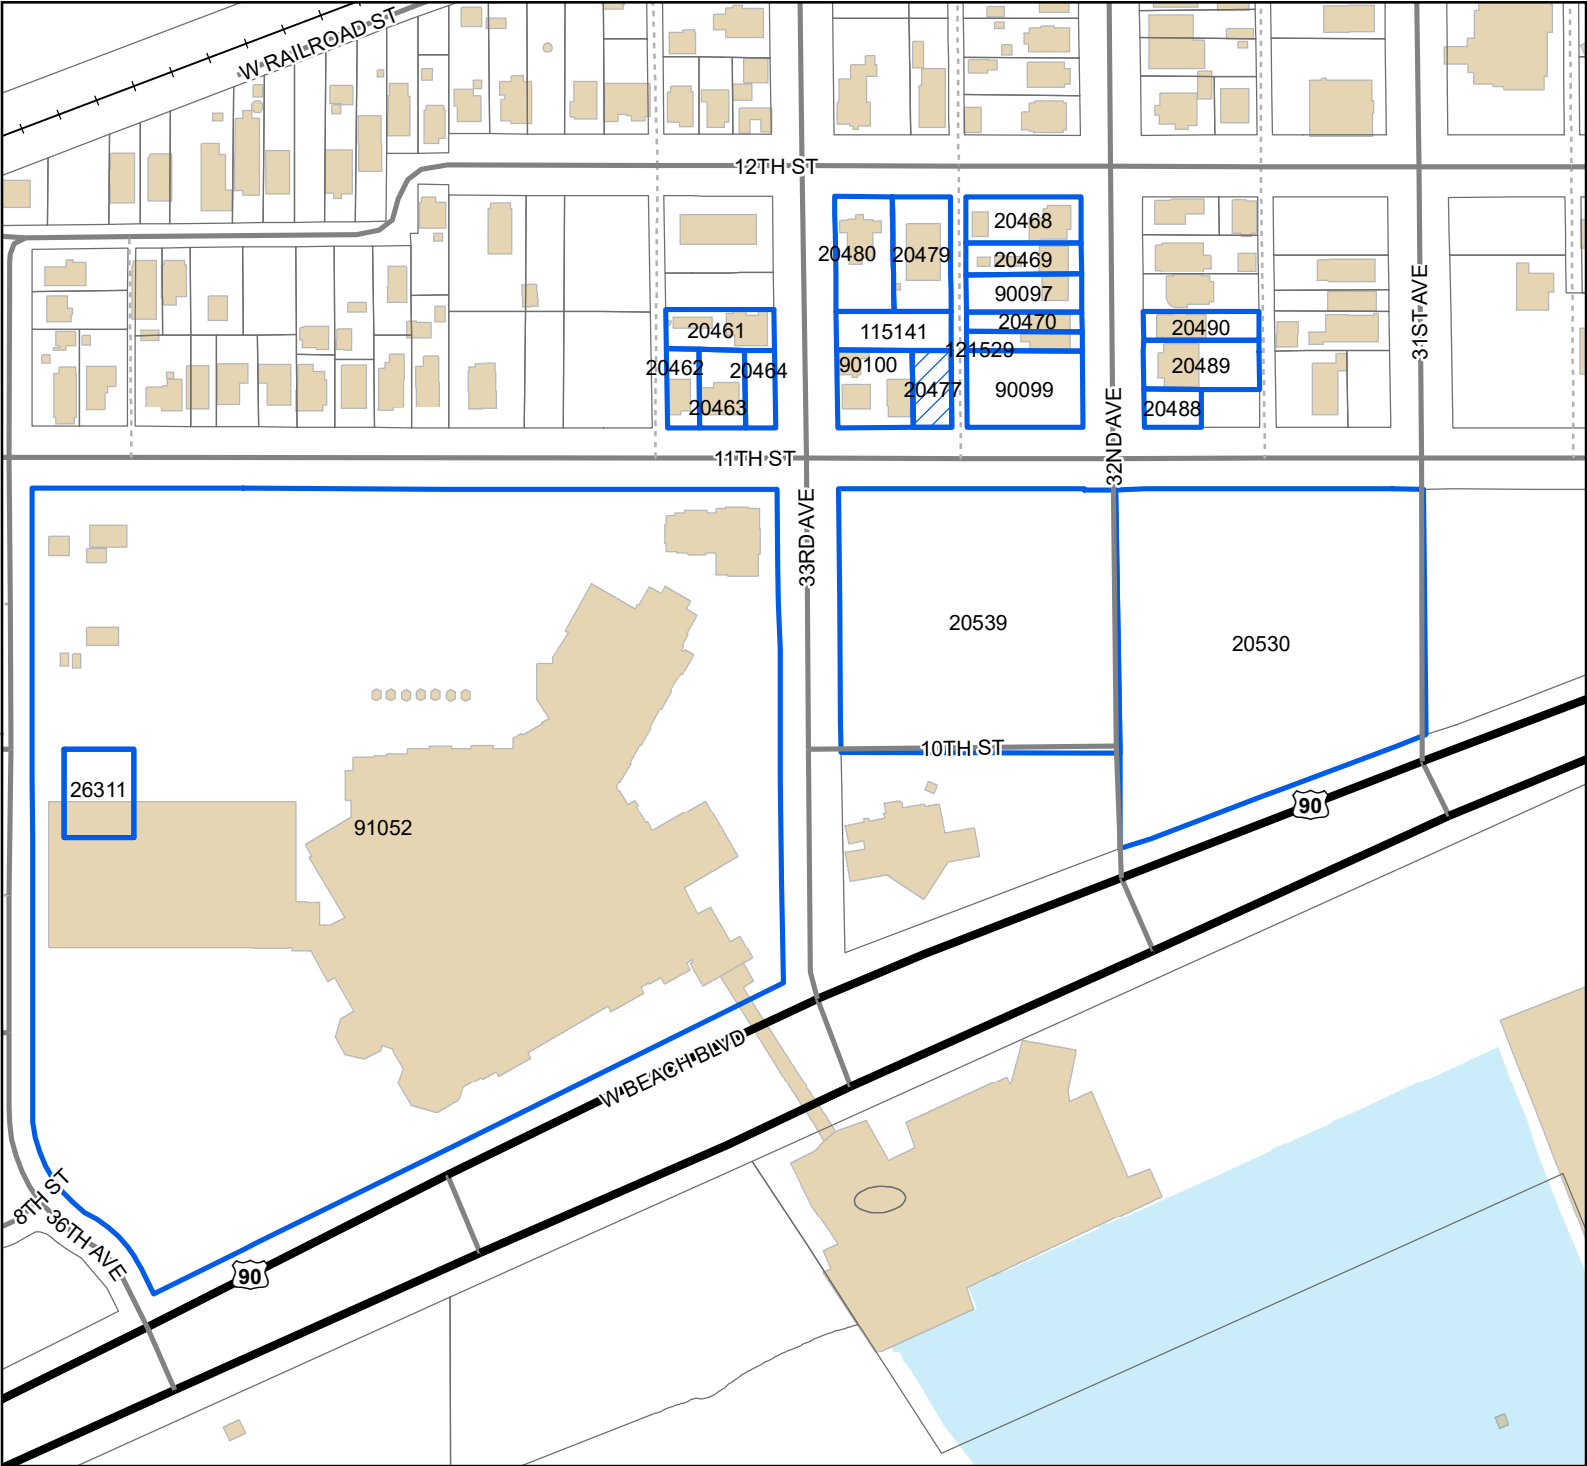 W RAILROAD ST
12TH ST
20468
20480
20479
20469
90097
20461
115141
20470
20490
31ST AVE
121529
20462
20464
90100
20489
20477
90099
20463
20488
32ND AVE
11TH ST
33RD AVE
20539
20530
10TH ST
26311
90
91052
W BEACH BLVD
8TH ST
36TH AVE
90